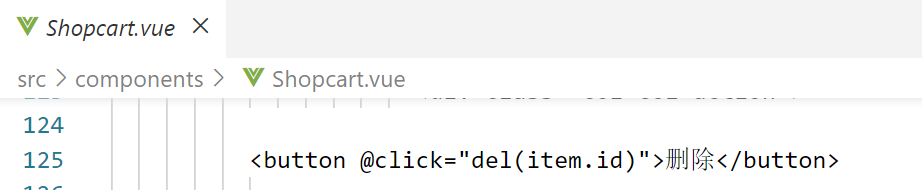 Shopcart.vue
src > components > Shopcart.vue
124
125 <button @click="del(item.id)">删除</button>